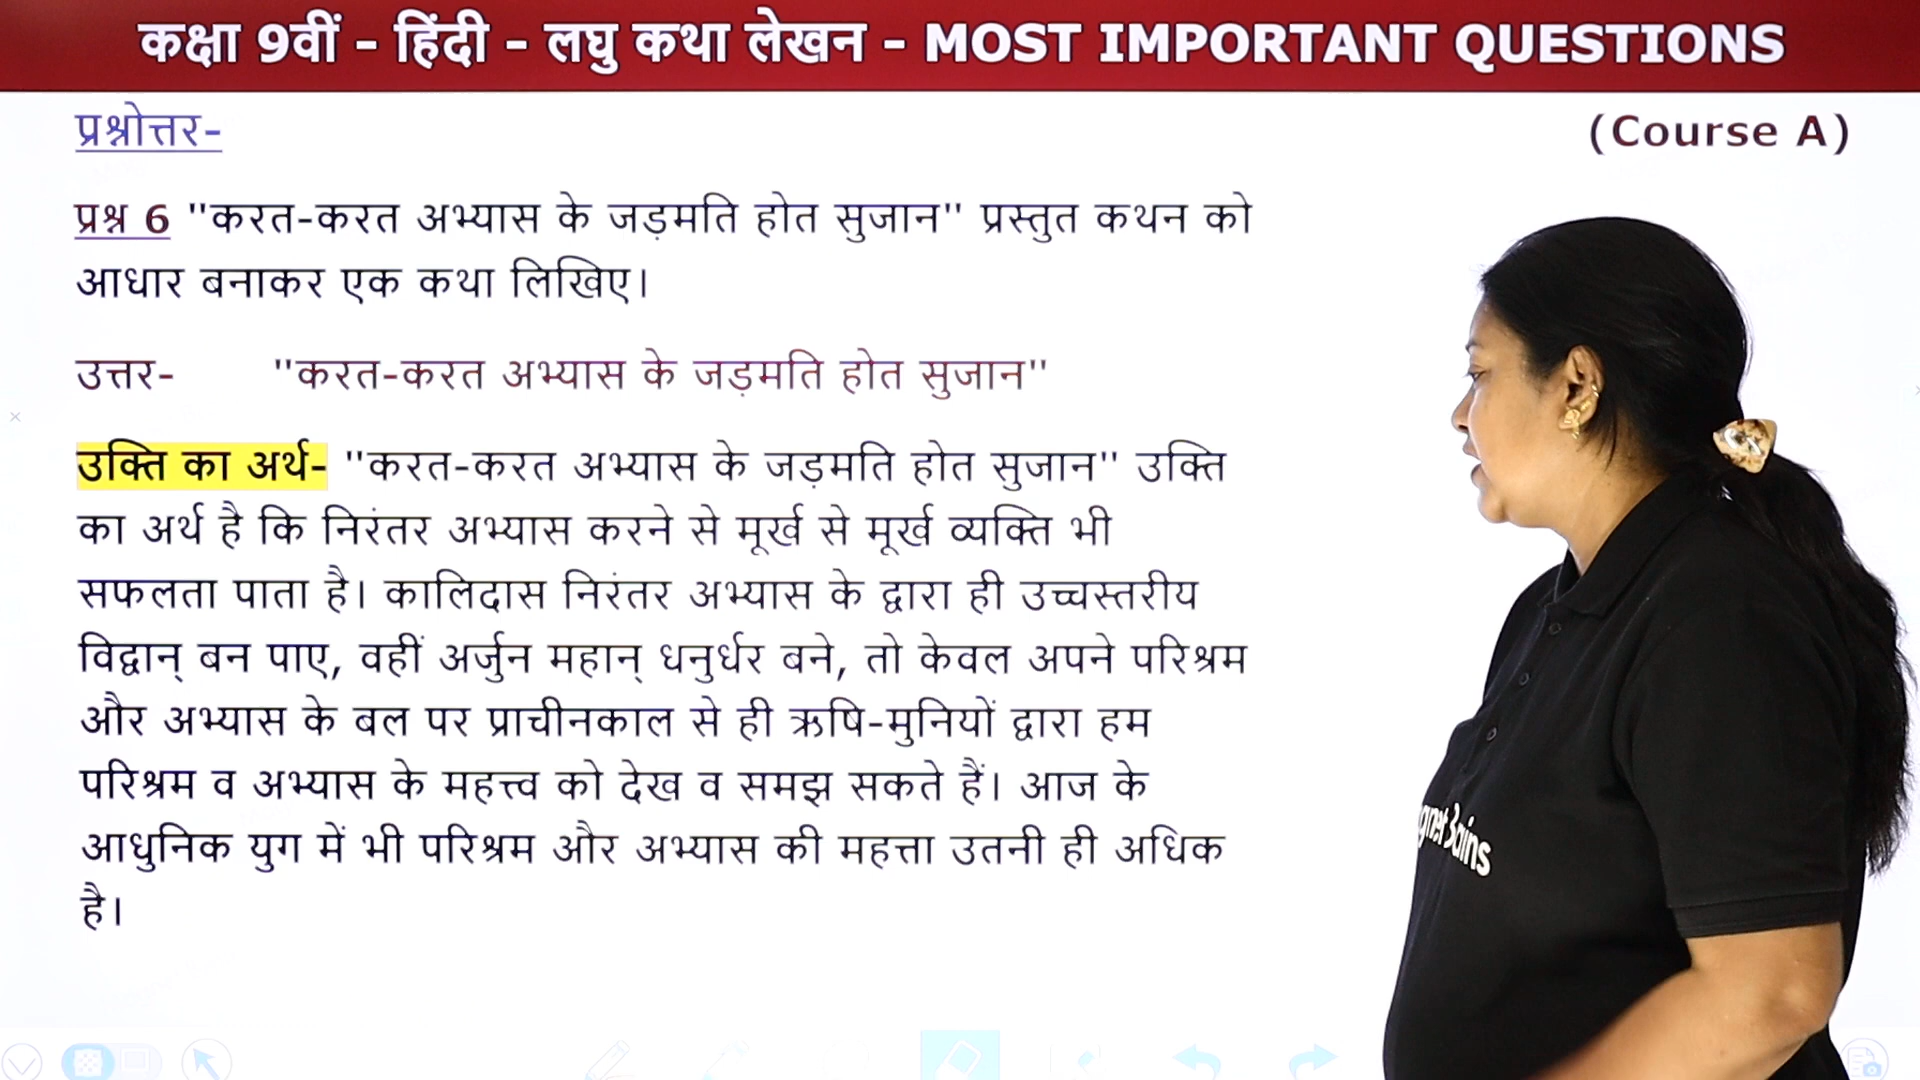 कक्षा 9वीं - हिंदी - लघु कथा लेखन - MOST IMPORTANT QUESTIONS
प्रश्नोत्तर-
(Course A)
प्रश्न 6 "करत-करत अभ्यास के जड़मति होत सुजान" प्रस्तुत कथन को
आधार बनाकर एक कथा लिखिए।
उत्तर- "करत-करत अभ्यास के जड़मति होत सुजान"
उक्ति का अर्थ- "करत-करत अभ्यास के जड़मति होत सुजान" उक्ति
का अर्थ है कि निरंतर अभ्यास करने से मूर्ख से मूर्ख व्यक्ति भी
सफलता पाता है। कालिदास निरंतर अभ्यास के द्वारा ही उच्चस्तरीय
विद्वान् बन पाए, वहीं अर्जुन महान् धनुर्धर बने, तो केवल अपने परिश्रम
और अभ्यास के बल पर प्राचीनकाल से ही ऋषि-मुनियों द्वारा हम
परिश्रम व अभ्यास के महत्त्व को देख व समझ सकते हैं। आज के
आधुनिक युग में भी परिश्रम और अभ्यास की महत्ता उतनी ही अधिक
है।